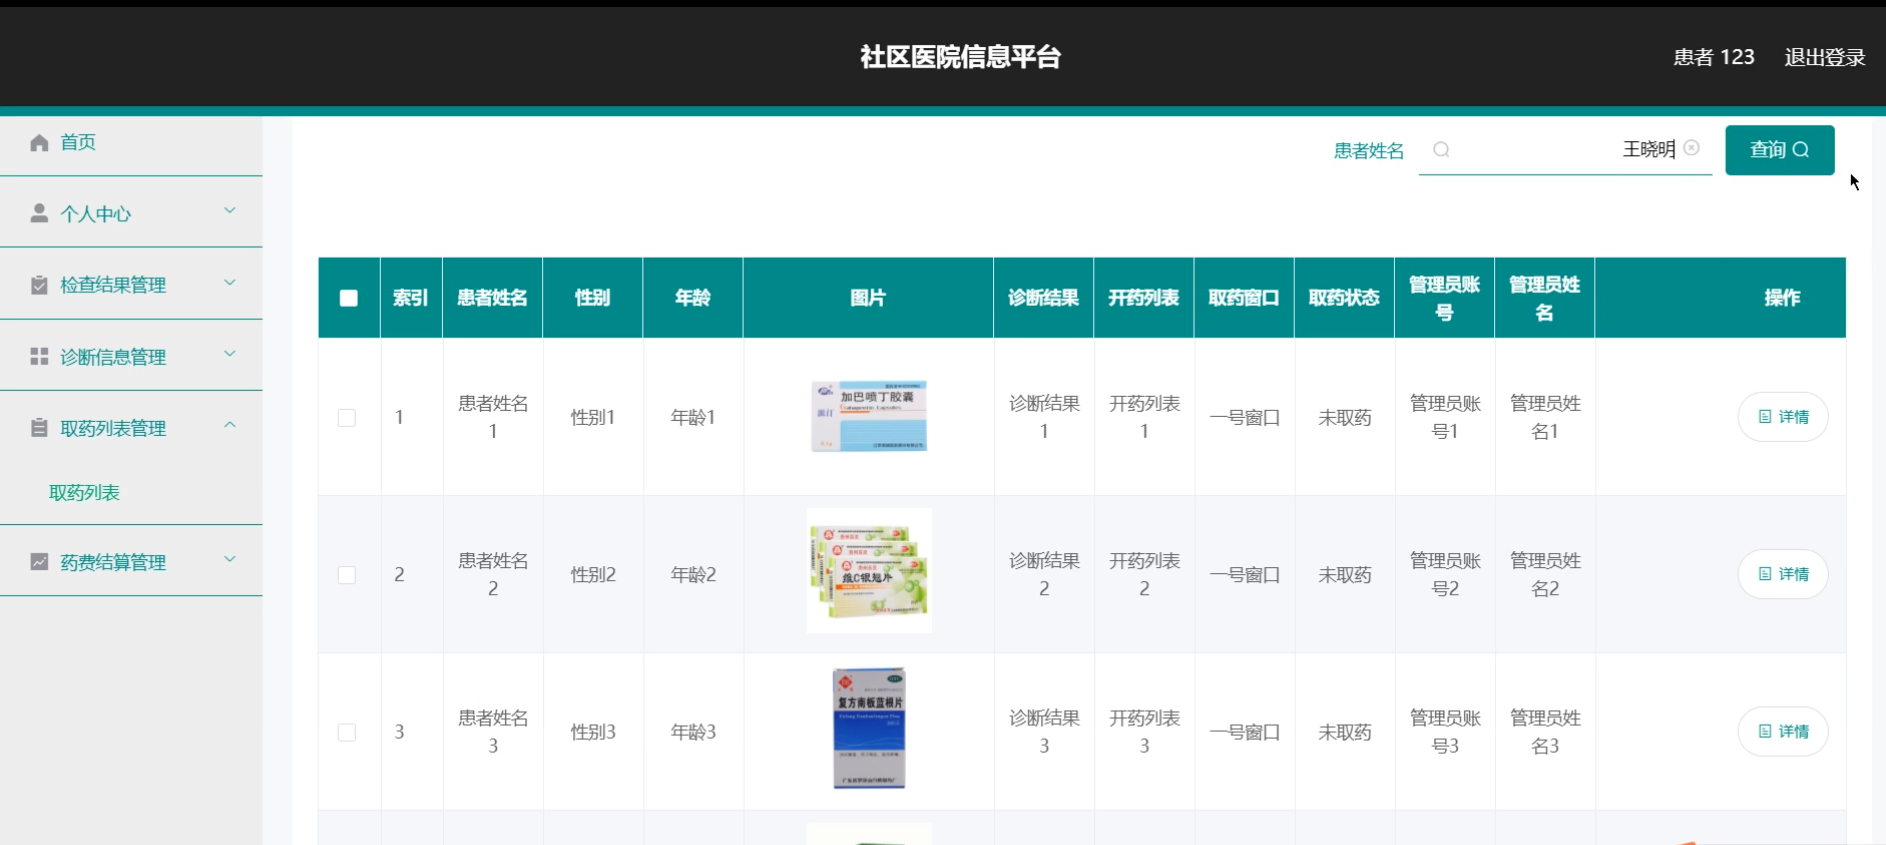 社区医院信息平台
患者 123 退出登录
首页
个人中心
检查结果管理
诊断信息管理
取药列表管理
取药列表
药费结算管理
患者姓名 王晓明 查询
索引 患者姓名 性别 年龄 图片 诊断结果 开药列表 取药窗口 取药状态 管理员账号 管理员姓名 操作
1 患者姓名1 性别1 年龄1 诊断结果1 开药列表1 一号窗口 未取药 管理员账号1 管理员姓名1 详情
加巴喷丁胶囊
Gabapentin Capsules
2 患者姓名2 性别2 年龄2 诊断结果2 开药列表2 一号窗口 未取药 管理员账号2 管理员姓名2 详情
维C银翘片
3 患者姓名3 性别3 年龄3 诊断结果3 开药列表3 一号窗口 未取药 管理员账号3 管理员姓名3 详情
复方南板蓝根片